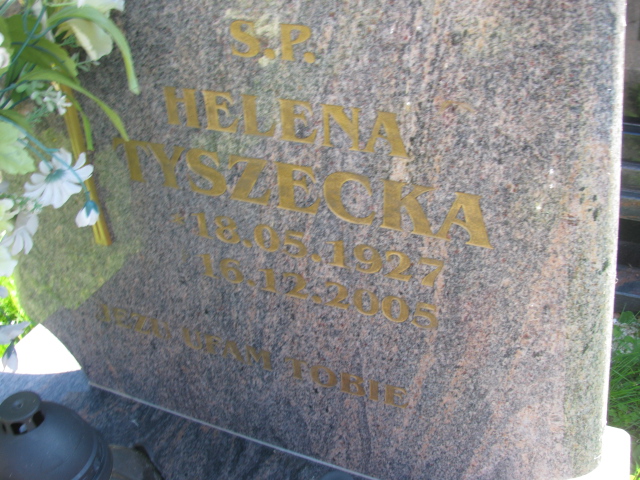 Ś.P.
HELENA
TYSZECKA
18.05.1927
16.12.2005
JEZU UFAM TOBIE